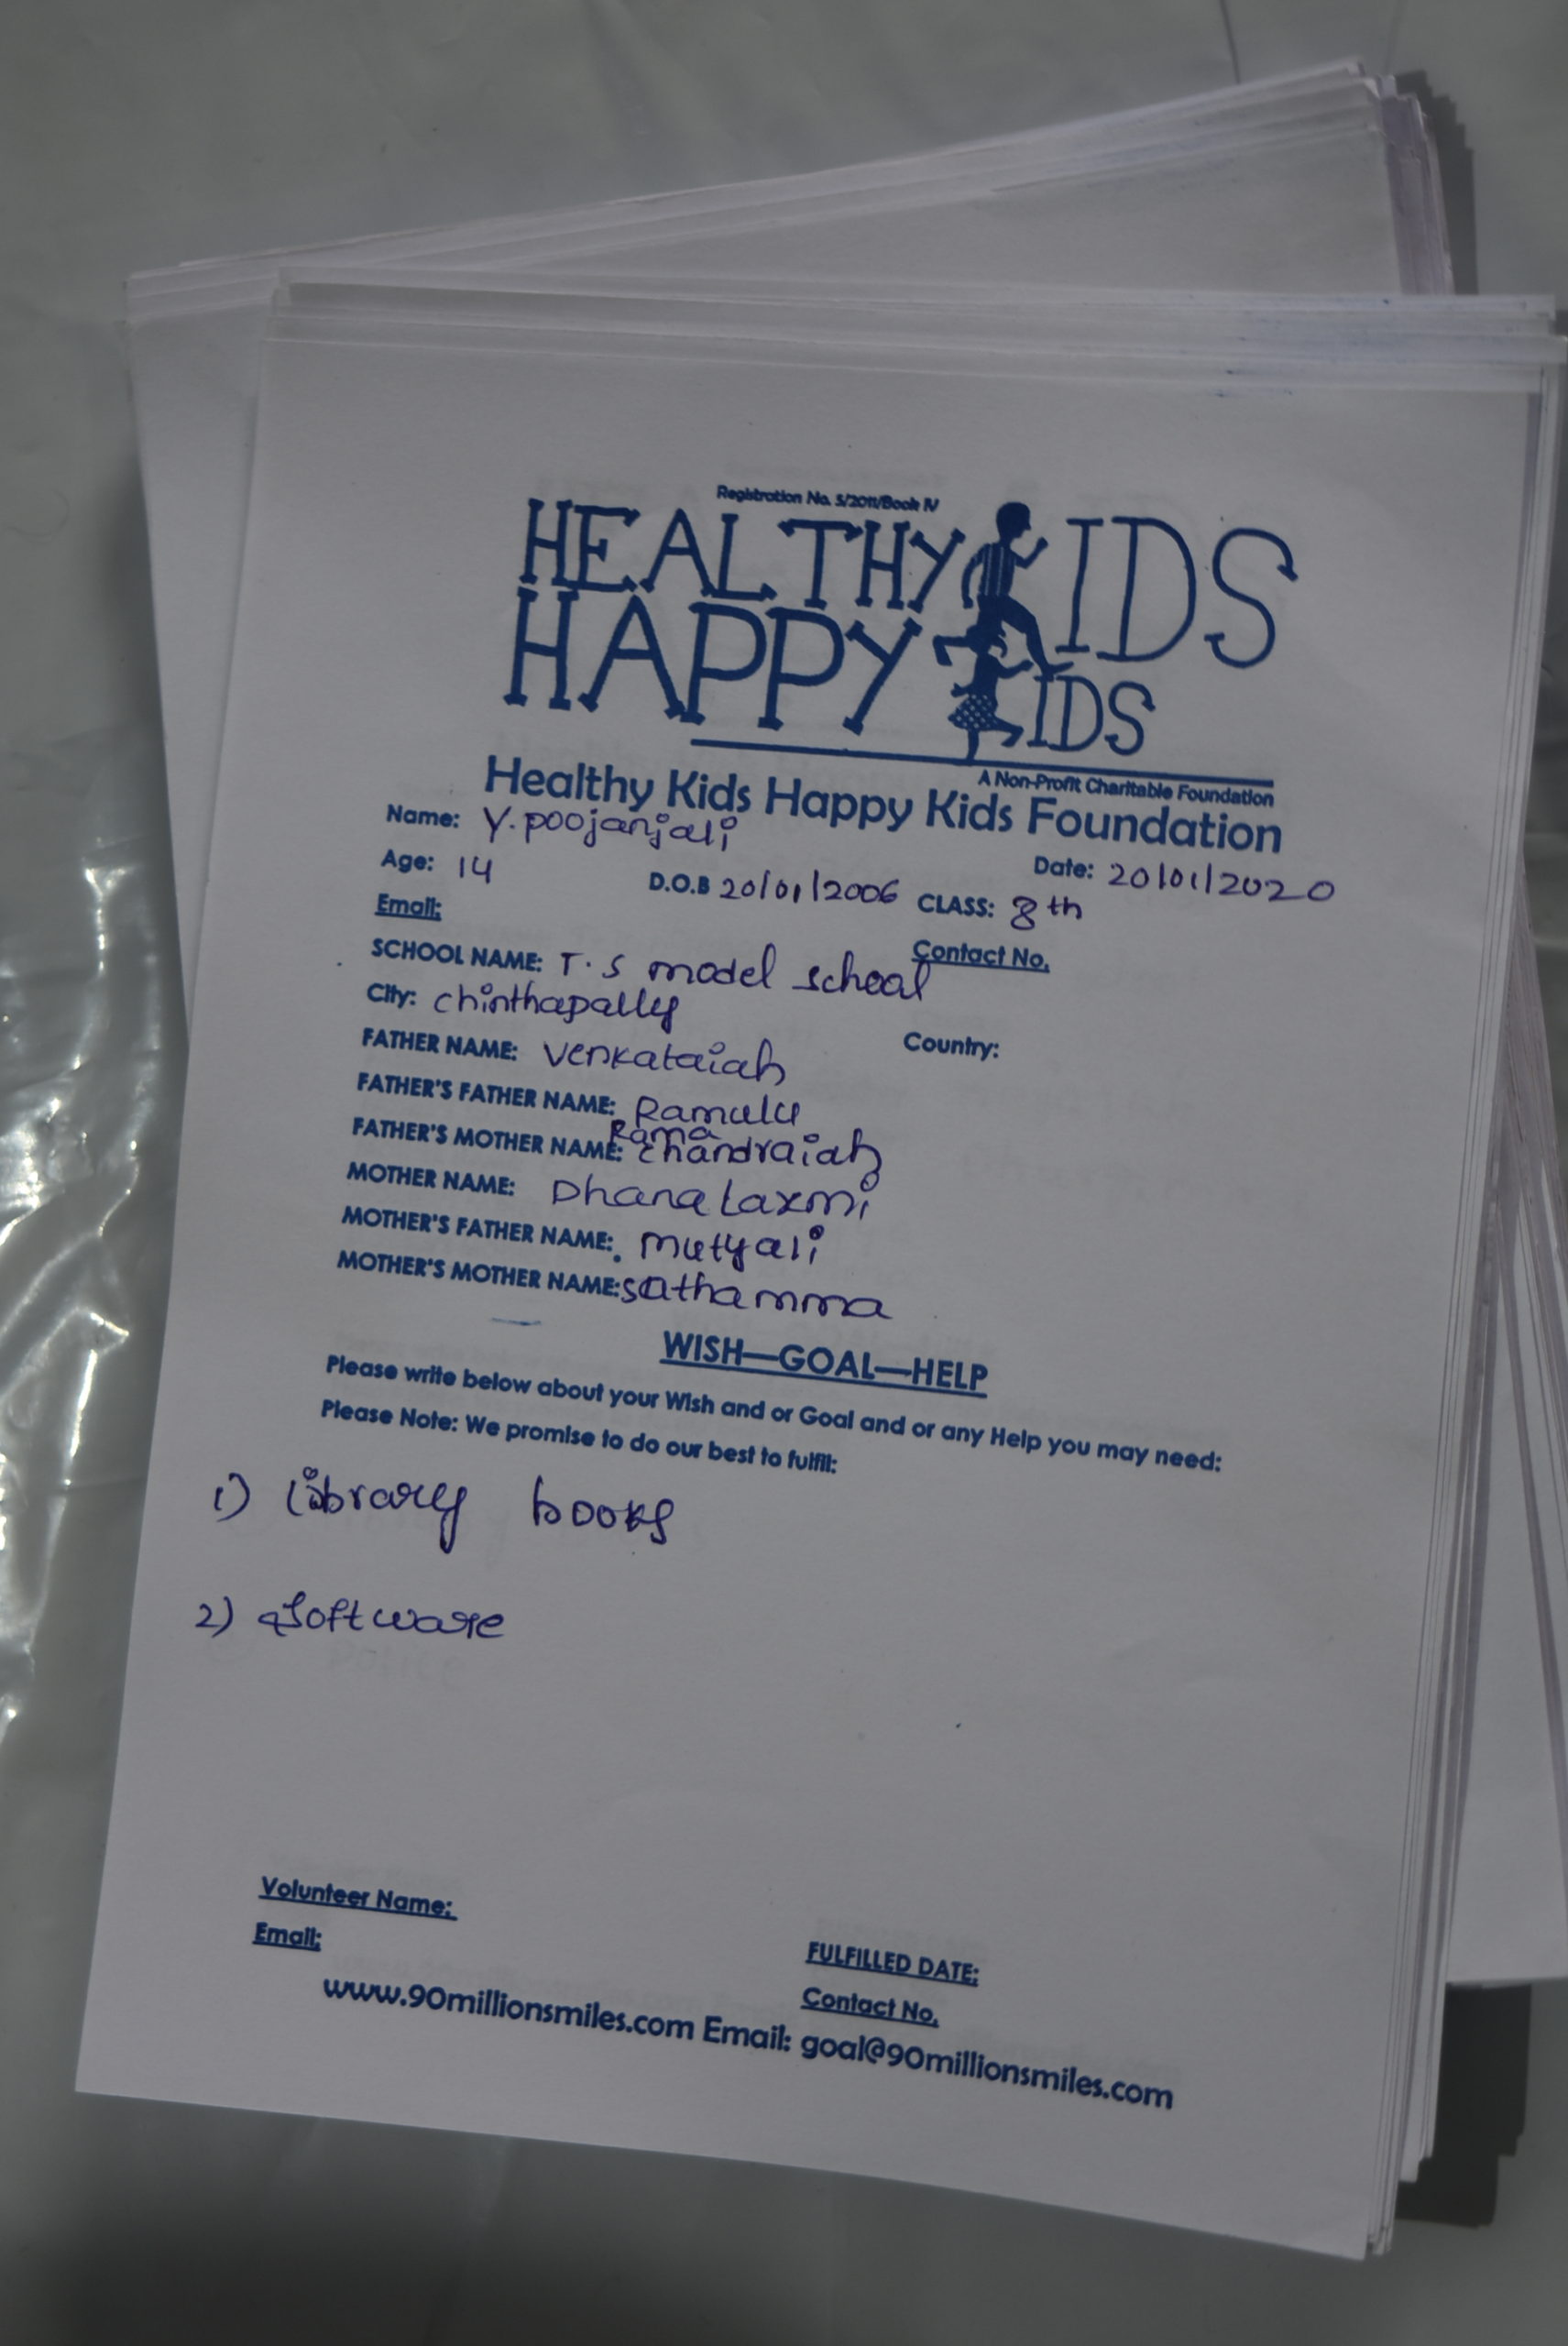 Registration No. 5/2011/Book IV
HEALTHY KIDS
HAPPY KIDS
A Non-Profit Charitable Foundation
Healthy Kids Happy Kids Foundation
Name: Y.poojanjali
Date: 20/01/2020
Age: 14 D.O.B 20/01/2006 CLASS: 8th
Email:
Contact No.
SCHOOL NAME: T.S model school
City: chinthapally
Country:
FATHER NAME: venkataiah
FATHER'S FATHER NAME: Ramulu
FATHER'S MOTHER NAME: Rama chandraiah
MOTHER NAME: Dhana laxmi
MOTHER'S FATHER NAME: mutyali
MOTHER'S MOTHER NAME: sathamma
WISH—GOAL—HELP
Please write below about your Wish and or Goal and or any Help you may need:
Please Note: We promise to do our best to fulfill:
1) library books
2) software
Volunteer Name:
Email:
FULFILLED DATE:
Contact No.
www.90millionsmiles.com Email: goal@90millionsmiles.com